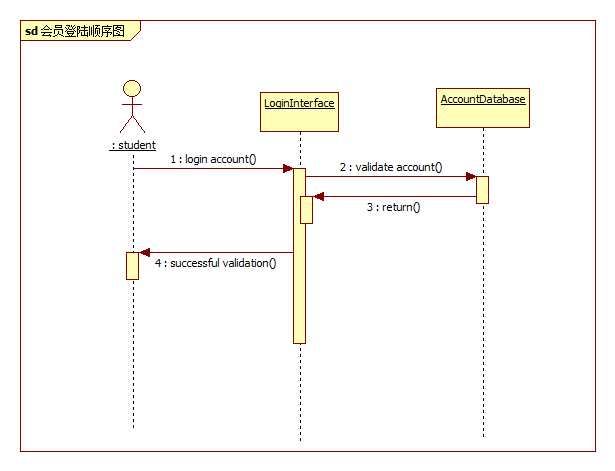 sd 会员登陆顺序图
LoginInterface
AccountDatabase
: student
1 : login account()
2 : validate account()
3 : return()
4 : successful validation()